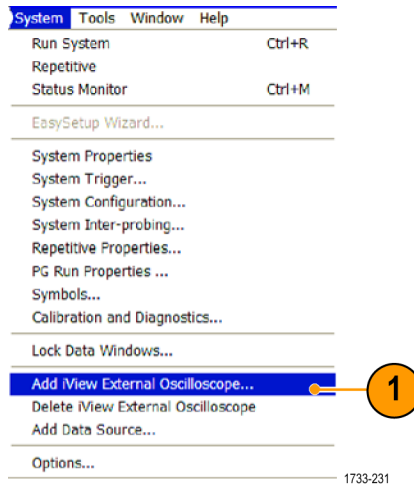 System Tools Window Help
Run System Ctrl+R
Repetitive
Status Monitor Ctrl+M
EasySetup Wizard...
System Properties
System Trigger...
System Configuration...
System Inter-probing...
Repetitive Properties...
PG Run Properties ...
Symbols...
Calibration and Diagnostics...
Lock Data Windows...
Add iView External Oscilloscope...
1
Delete iView External Oscilloscope
Add Data Source...
Options...
1733-231